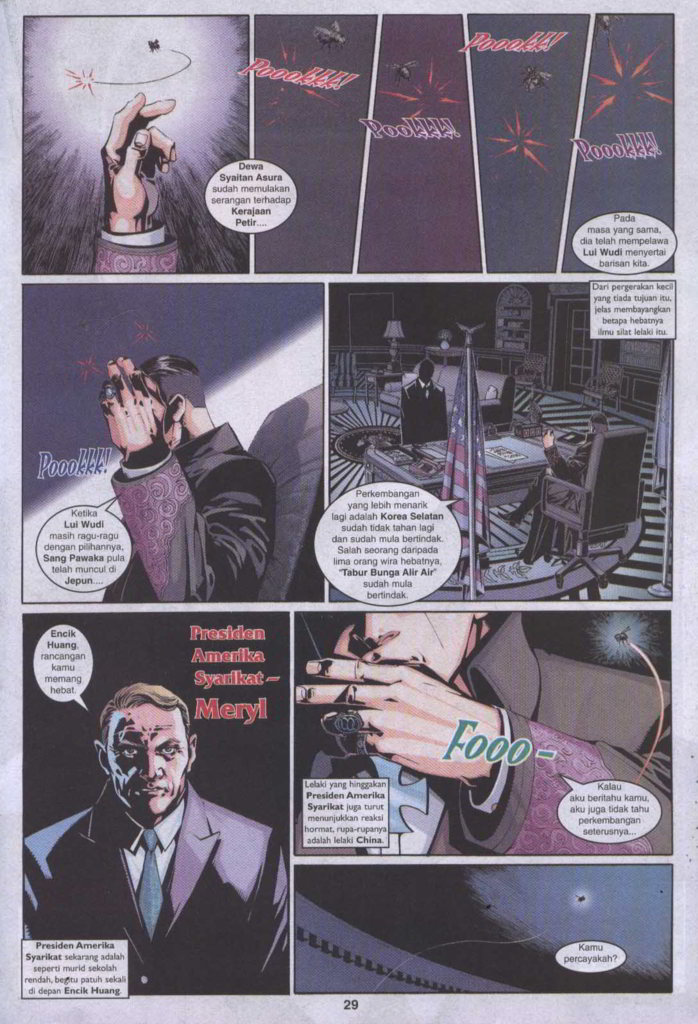 Dewa
Syaitan Asura
sudah memulakan
serangan terhadap
Kerajaan
Petir....
Pooookkk!
Pookkkk!
Poookkk!
Poookkk!
Pada
masa yang sama,
dia telah mempelawa
Lui Wudi menyertai
barisan kita.
Poookkk!
Ketika
Lui Wudi
masih ragu-ragu
dengan pilihannya,
Sang Pawaka pula
telah muncul di
Jepun....
Dari pergerakan kecil
yang tiada tujuan itu,
jelas membayangkan
betapa hebatnya
ilmu silat lelaki itu.
Perkembangan
yang lebih menarik
lagi adalah Korea Selatan
sudah tidak tahan lagi
dan sudah mula bertindak.
Salah seorang daripada
lima orang wira hebatnya,
"Tabur Bunga Alir Air"
sudah mula
bertindak.
Encik
Huang,
rancangan
kamu
memang
hebat.
Presiden
Amerika
Syarikat –
Meryl
Presiden Amerika
Syarikat sekarang adalah
seperti murid sekolah
rendah, begitu patuh sekali
di depan Encik Huang.
Fooo -
Lelaki yang hinggakan
Presiden Amerika
Syarikat juga turut
menunjukkan reaksi
hormat, rupa-rupanya
adalah lelaki China.
Kalau
aku beritahu kamu,
aku juga tidak tahu
perkembangan
seterusnya...
Kamu
percayakah?
29